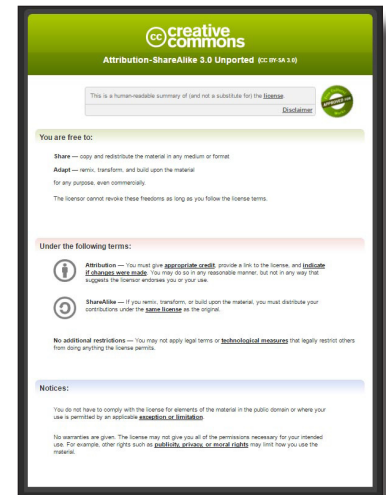 cc creative
commons
Attribution-ShareAlike 3.0 Unported (CC BY-SA 3.0)
This is a human-readable summary of (and not a substitute for) the license.
Disclaimer
APPROVED FOR
You are free to:
Share — copy and redistribute the material in any medium or format
Adapt — remix, transform, and build upon the material
for any purpose, even commercially.
The licensor cannot revoke these freedoms as long as you follow the license terms.
Under the following terms:
Attribution — You must give appropriate credit, provide a link to the license, and indicate
if changes were made. You may do so in any reasonable manner, but not in any way that
suggests the licensor endorses you or your use.
ShareAlike — If you remix, transform, or build upon the material, you must distribute your
contributions under the same license as the original.
No additional restrictions — You may not apply legal terms or technological measures that legally restrict others
from doing anything the license permits.
Notices:
You do not have to comply with the license for elements of the material in the public domain or where your
use is permitted by an applicable exception or limitation.
No warranties are given. The license may not give you all of the permissions necessary for your intended
use. For example, other rights such as publicity, privacy, or moral rights may limit how you use the
material.